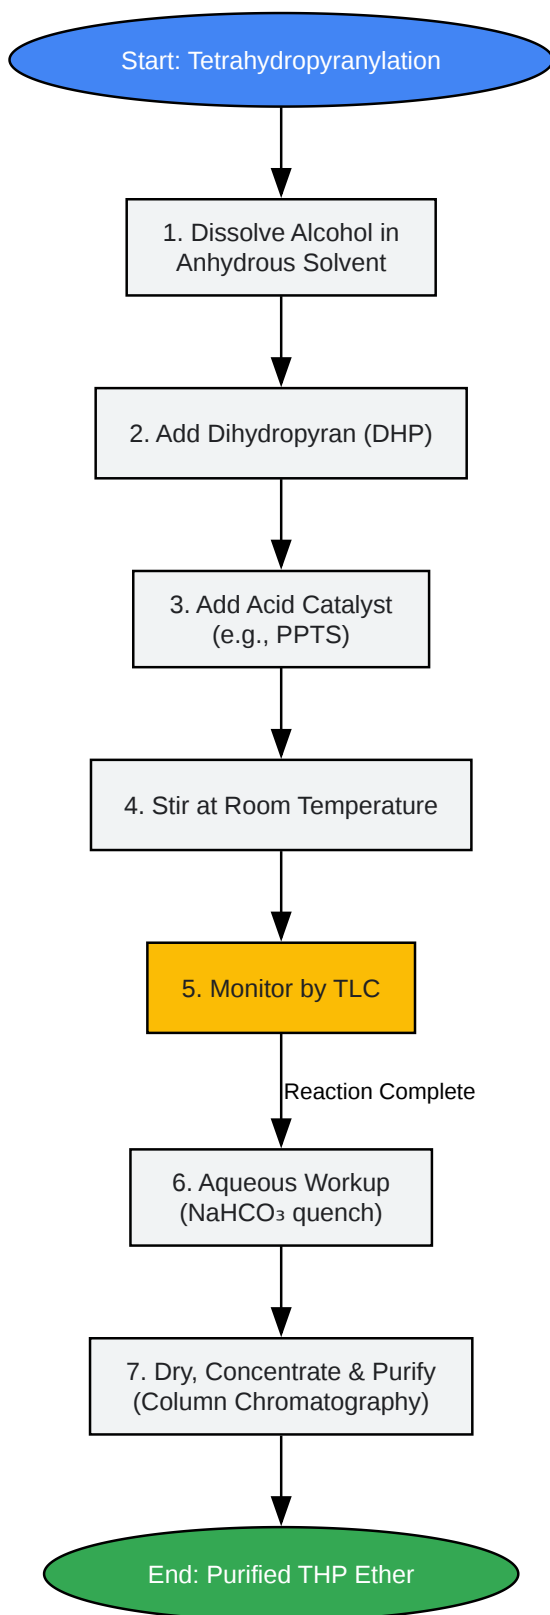 Start: Tetrahydropyranylation
1. Dissolve Alcohol in
Anhydrous Solvent
2. Add Dihydropyran (DHP)
3. Add Acid Catalyst
(e.g., PPTS)
4. Stir at Room Temperature
5. Monitor by TLC
Reaction Complete
6. Aqueous Workup
(NaHCO₃ quench)
7. Dry, Concentrate & Purify
(Column Chromatography)
End: Purified THP Ether